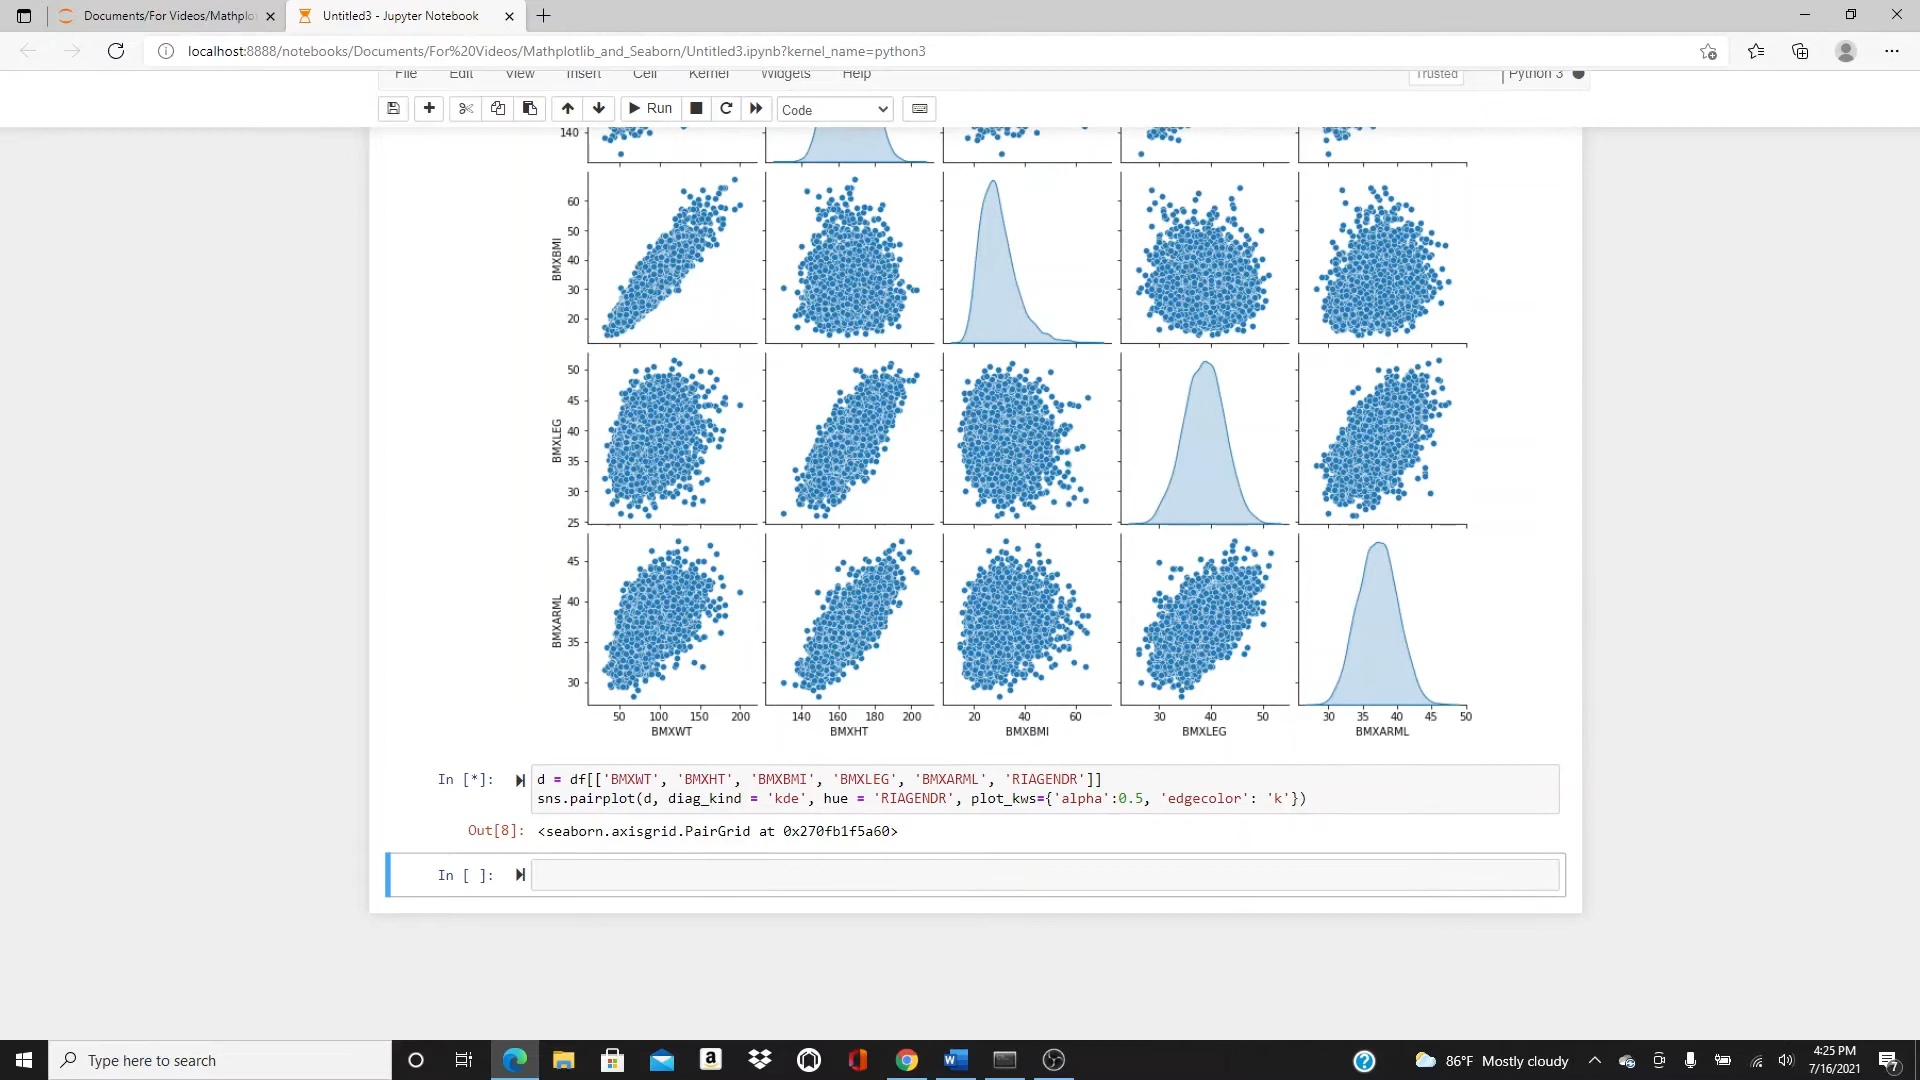 Documents/For Videos/Mathplo
Untitled3 - Jupyter Notebook
localhost:8888/notebooks/Documents/For%20Videos/Mathplotlib_and_Seaborn/Untitled3.ipynb?kernel_name=python3
File Edit View Insert Cell Kernel Widgets Help
Trusted
Python 3
Run
Code
140
60
50
40
30
20
BMXBMI
50
45
40
35
30
25
BMXLEG
45
40
35
30
BMXARML
50 100 150 200 140 160 180 200 20 40 60 30 40 50 30 35 40 45 50
BMXWT BMXHT BMXBMI BMXLEG BMXARML
In [*]: d = df[['BMXWT', 'BMXHT', 'BMXBMI', 'BMXLEG', 'BMXARML', 'RIAGENDR']]
sns.pairplot(d, diag_kind = 'kde', hue = 'RIAGENDR', plot_kws={'alpha':0.5, 'edgecolor': 'k'})
Out[8]: <seaborn.axisgrid.PairGrid at 0x270fb1f5a60>
In [ ]:
Type here to search
86°F Mostly cloudy
4:25 PM
7/16/2021
7